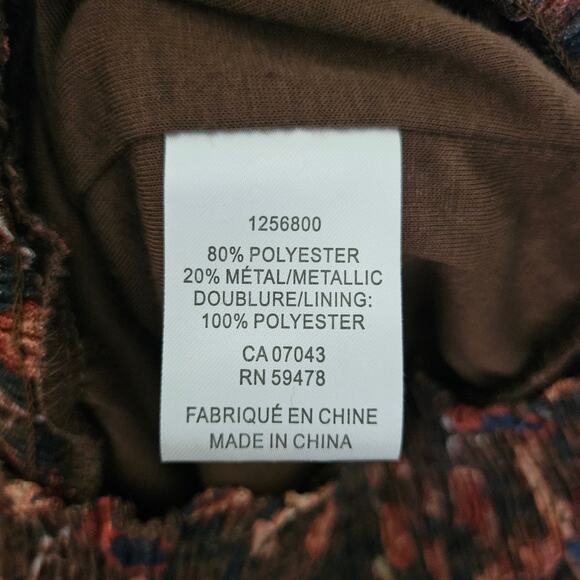 1256800
80% POLYESTER
20% MÉTAL/METALLIC
DOUBLURE/LINING:
100% POLYESTER
CA 07043
RN 59478
FABRIQUÉ EN CHINE
MADE IN CHINA